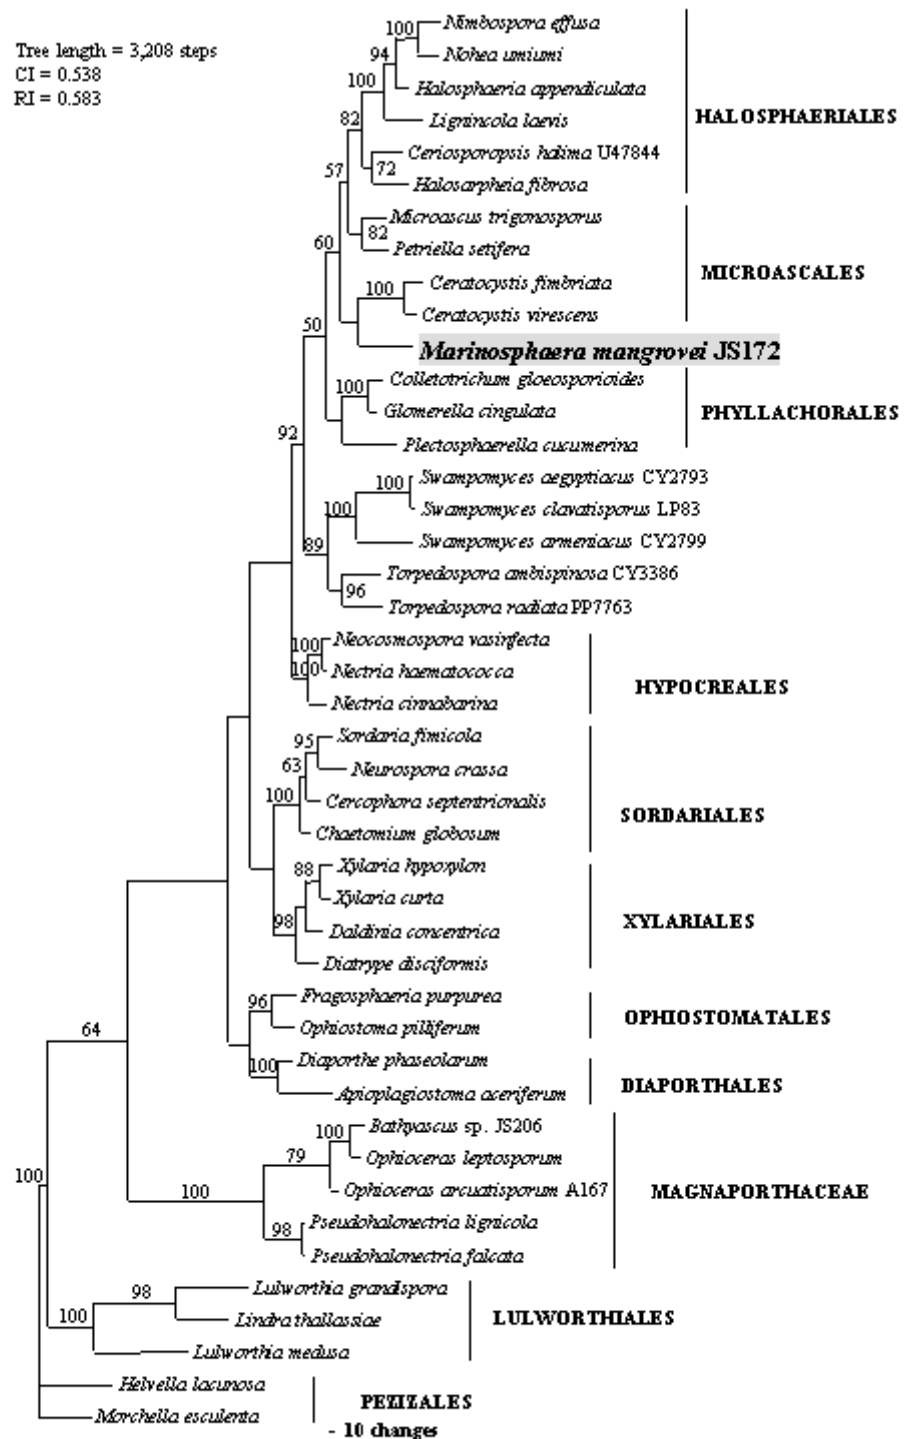 Tree length = 3,208 steps
CI = 0.538
RI = 0.583
100
Nimbospora effusa
94
Nohea umiumi
100
Halosphaeria appendiculata
HALOSPHAERIALES
82
Lignincola laevis
Ceriosporopsis halima U47844
57
72
Halosarpheia fibrosa
Microascus trigonosporus
82
60
Petriella setifera
MICROASCALES
100
Ceratocystis fimbriata
Ceratocystis virescens
50
Marinosphaera mangrovei JS172
100
Colletotrichum gloeosporioides
Glomerella cingulata
PHYLLACHORALES
92
Plectosphaerella cucumerina
100
Swampomyces aegyptiacus CY2793
100
Swampomyces clavatisporus LP83
89
Swampomyces armeniacus CY2799
Torpedospora ambispinosa CY3386
96
Torpedospora radiata PP7763
100
Neocosmospora vasinfecta
100
Nectria haematococca
HYPOCREALES
Nectria cinnabarina
95
Sordaria fimicola
63
Neurospora crassa
100
Cercophora septentrionalis
SORDARIALES
Chaetomium globosum
88
Xylaria hypoxylon
Xylaria curta
98
XYLARIALES
Daldinia concentrica
Diatrype disciformis
96
Fragosphaeria purpurea
OPHIOSTOMATALES
Ophiostoma pilliferum
64
100
Diaporthe phaseolarum
DIAPORTHALES
Apioplagiostoma aceriferum
100
Bathyascus sp. JS206
79
Ophioceras leptosporum
100
100
Ophioceras arcuatisporum A167
MAGNAPORTHACEAE
98
Pseudohalonectria lignicola
Pseudohalonectria falcata
98
Lulworthia grandispora
100
Lindra thallassiae
LULWORTHIALES
Lulworthia medusa
Helvella lacunosa
PEZIZALES
Morchella esculenta
- 10 changes